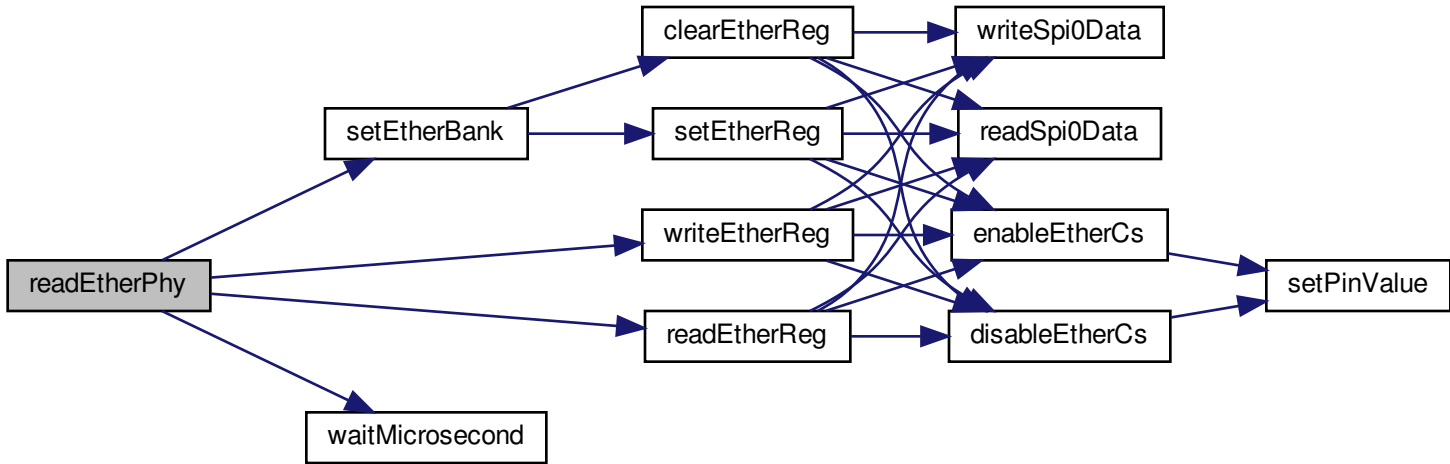 readEtherPhy
setEtherBank
waitMicrosecond
clearEtherReg
setEtherReg
writeEtherReg
readEtherReg
writeSpi0Data
readSpi0Data
enableEtherCs
disableEtherCs
setPinValue